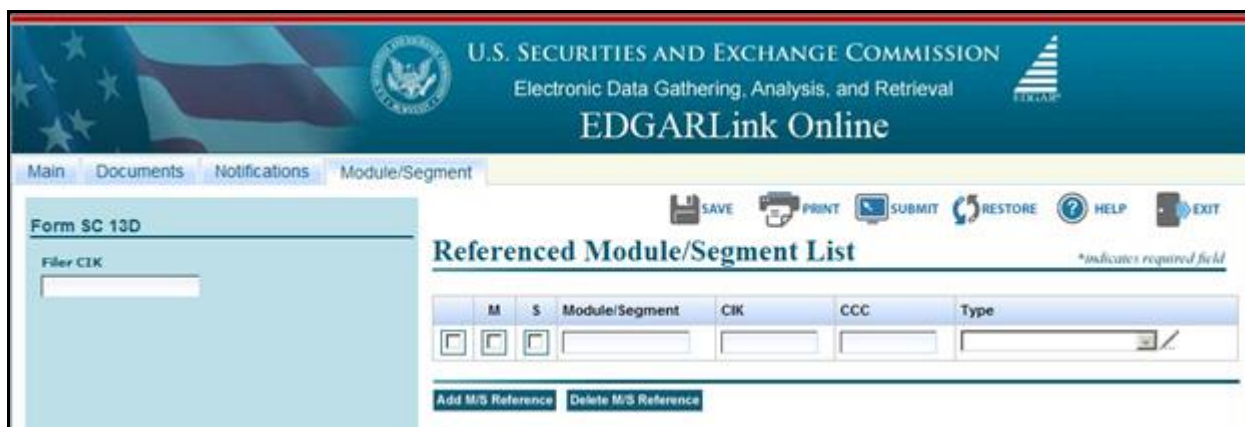 U.S. SECURITIES AND EXCHANGE COMMISSION
Electronic Data Gathering, Analysis, and Retrieval
EDGAR®
EDGARLink Online
Main Documents Notifications Module/Segment
SAVE PRINT SUBMIT RESTORE HELP EXIT
Form SC 13D
Referenced Module/Segment List
*indicates required field
Filer CIK
M S Module/Segment CIK CCC Type
Add M/S Reference Delete M/S Reference